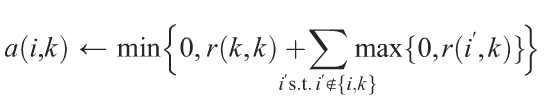 a(i,k) ← min{0, r(k,k) + ∑ max{0,r(i′,k)}}
i′s.t. i′∉{i,k}